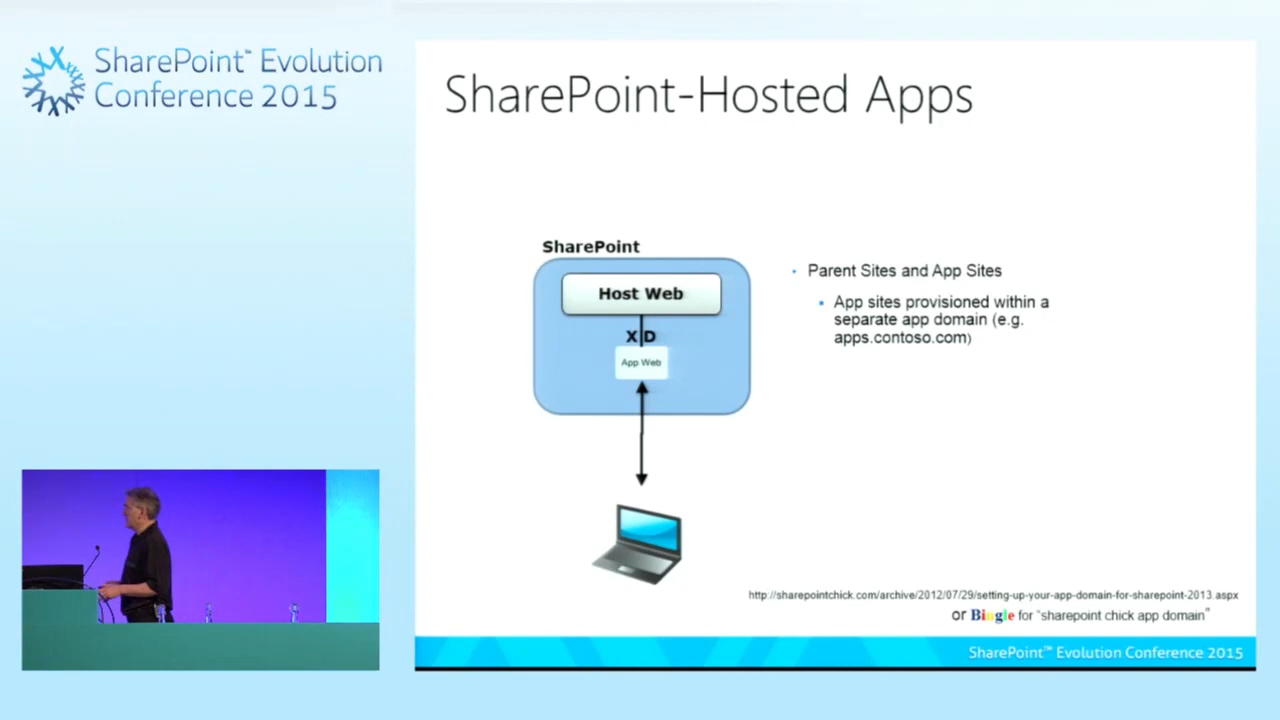 SharePoint™ Evolution
Conference 2015
SharePoint-Hosted Apps
SharePoint
Host Web
X D
App Web
• Parent Sites and App Sites
• App sites provisioned within a
separate app domain (e.g.
apps.contoso.com)
http://sharepointchick.com/archive/2012/07/29/setting-up-your-app-domain-for-sharepoint-2013.aspx
or Bingle for "sharepoint chick app domain"
SharePoint™ Evolution Conference 2015